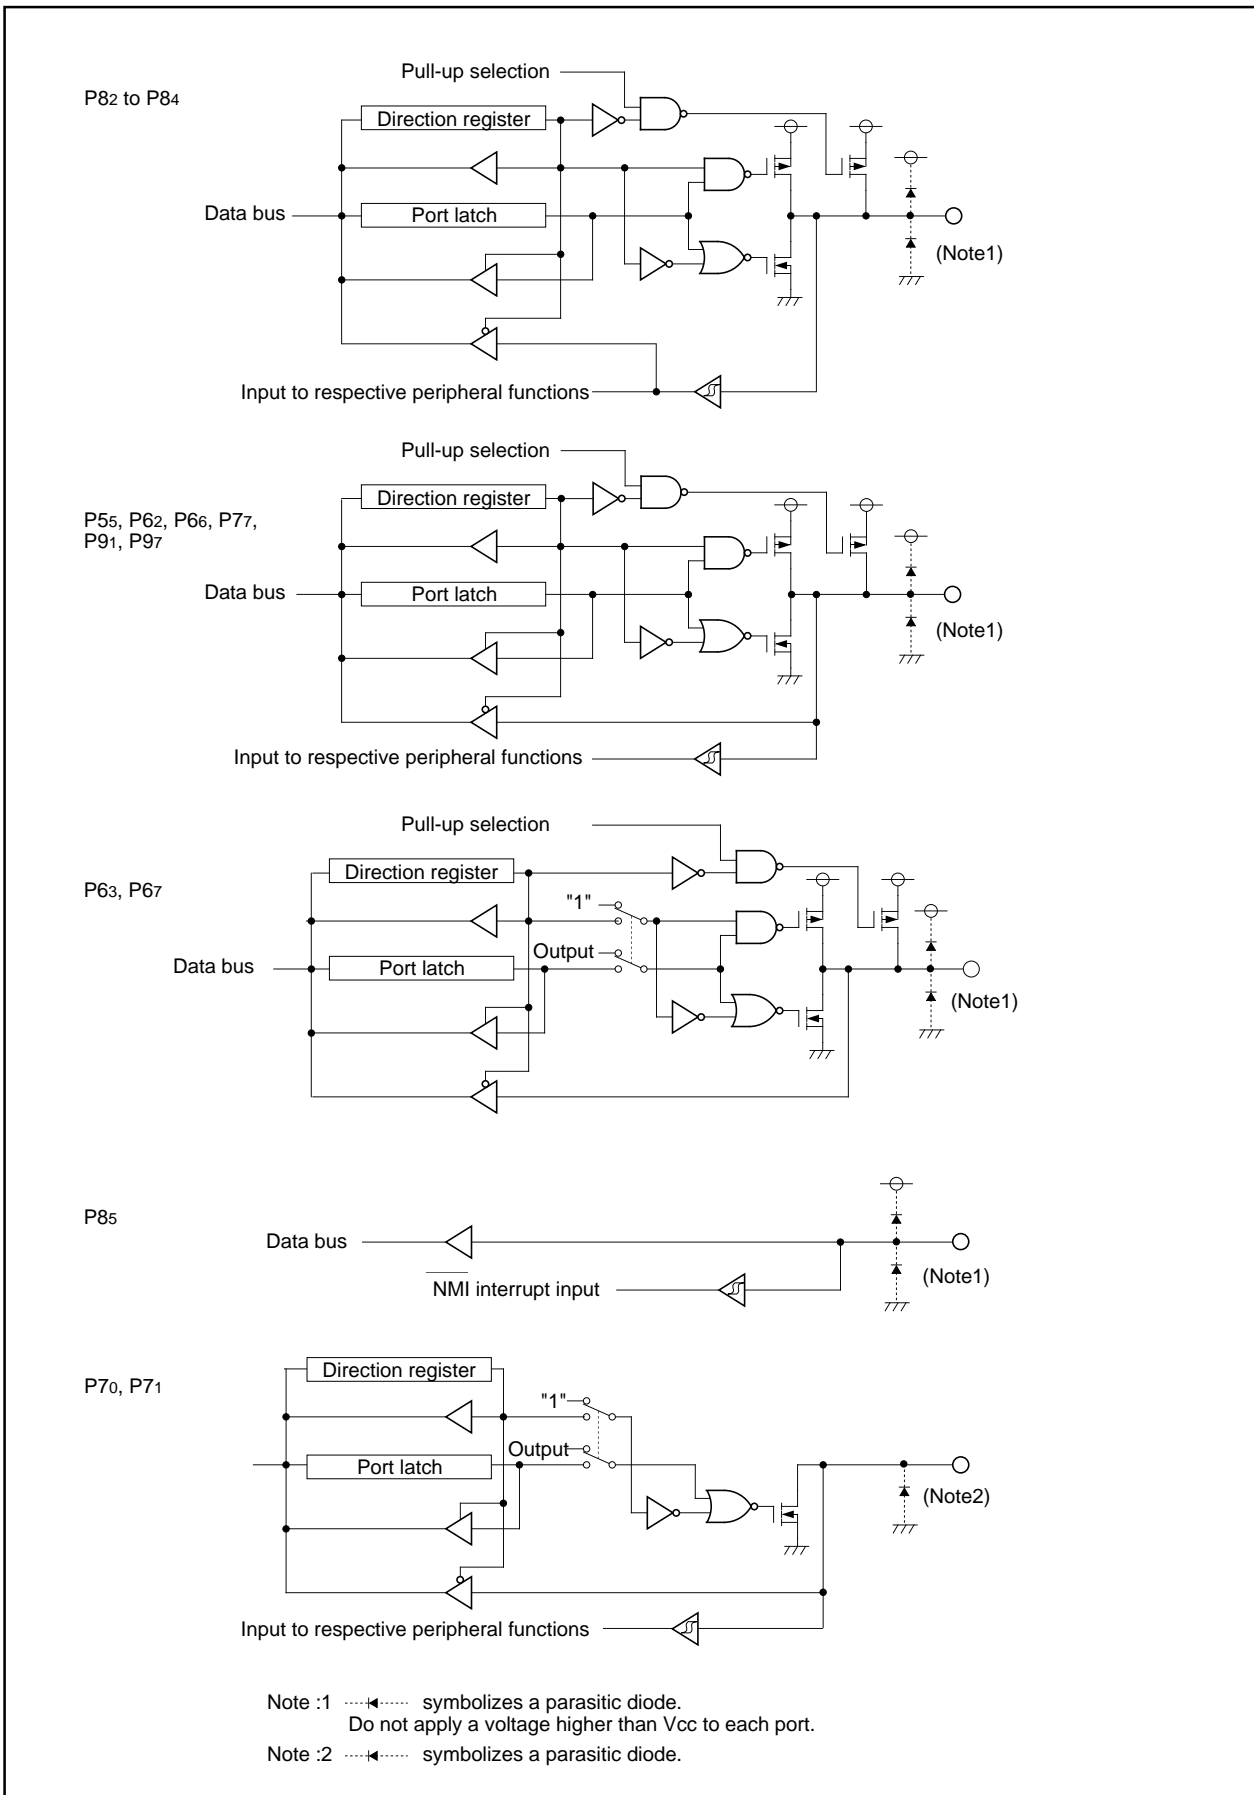 Pull-up selection
P82 to P84
Direction register
Data bus
Port latch
(Note1)
Input to respective peripheral functions
Pull-up selection
Direction register
P55, P62, P66, P77,
P91, P97
Data bus
Port latch
(Note1)
Input to respective peripheral functions
Pull-up selection
Direction register
P63, P67
"1"
Output
Data bus
Port latch
(Note1)
P85
Data bus
(Note1)
NMI interrupt input
Direction register
P70, P71
"1"
Output
Port latch
(Note2)
Input to respective peripheral functions
Note :1 symbolizes a parasitic diode.
Do not apply a voltage higher than Vcc to each port.
Note :2 symbolizes a parasitic diode.